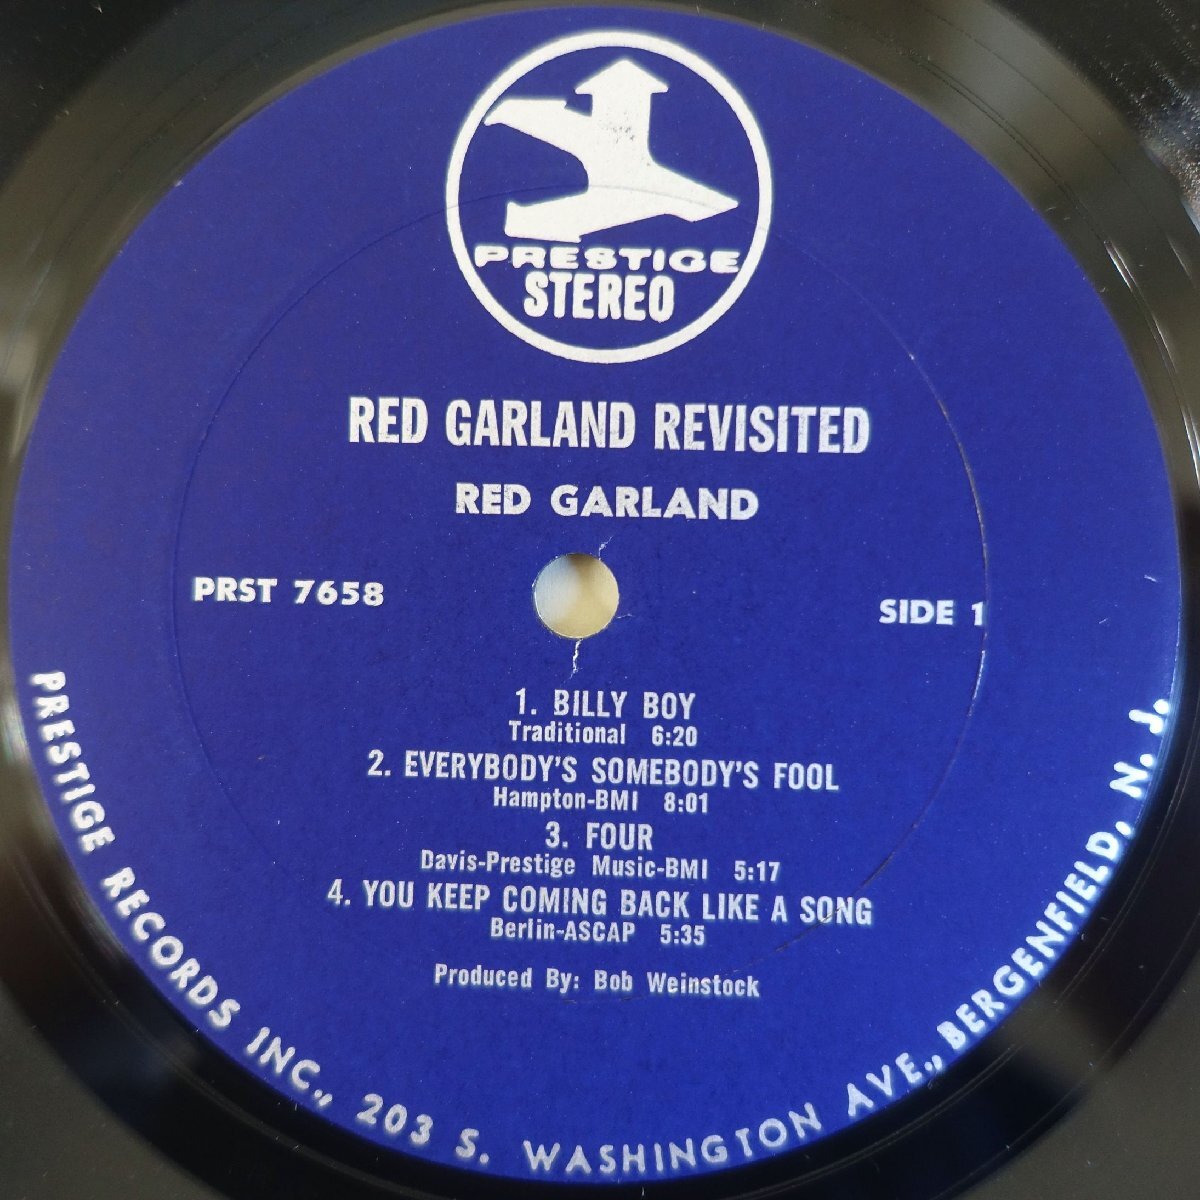 PRESTIGE
STEREO
RED GARLAND REVISITED
RED GARLAND
PRST 7658
SIDE 1
1. BILLY BOY
Traditional 6:20
2. EVERYBODY'S SOMEBODY'S FOOL
Hampton-BMI 8:01
3. FOUR
Davis-Prestige Music-BMI 5:17
4. YOU KEEP COMING BACK LIKE A SONG
Berlin-ASCAP 5:35
Produced By: Bob Weinstock
PRESTIGE RECORDS INC., 203 S. WASHINGTON AVE., BERGENFIELD, N. J.